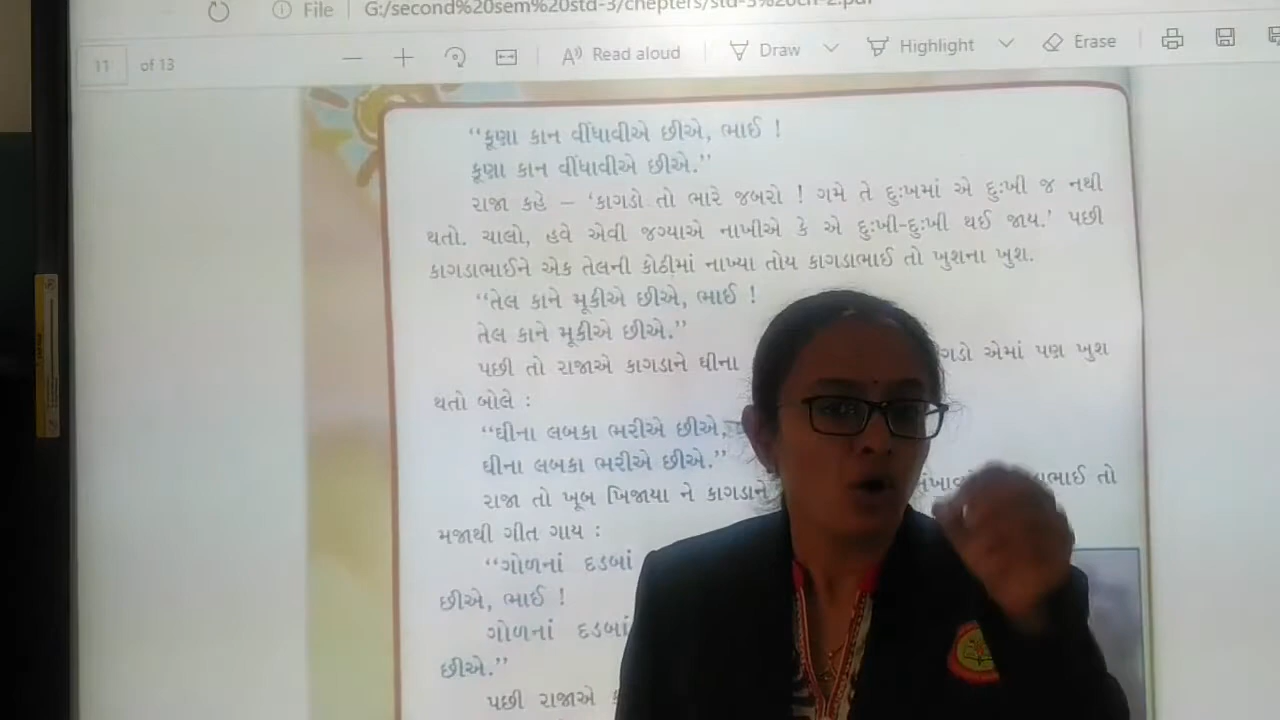 File G:/second%20sem%20std-3/chepters/std-3%20ch-2.pdf
11 of 13 Read aloud Draw Highlight Erase
“કૂણા કાન વીંધાવીએ છીએ, ભાઈ !
કૂણા કાન વીંધાવીએ છીએ.”
રાજા કહે – ‘કાગડો તો ભારે જબરો ! ગમે તે દુઃખમાં એ દુઃખી જ નથી
થતો. ચાલો, હવે એવી જગ્યાએ નાખીએ કે એ દુઃખી-દુઃખી થઈ જાય.’ પછી
કાગડાભાઈને એક તેલની કોઠીમાં નાખ્યા તોય કાગડાભાઈ તો ખુશના ખુશ.
“તેલ કાને મૂકીએ છીએ, ભાઈ !
તેલ કાને મૂકીએ છીએ.”
પછી તો રાજાએ કાગડાને ઘીના એમાં પણ ખુશ
થતો બોલે :
“ઘીના લબકા ભરીએ છીએ,
ઘીના લબકા ભરીએ છીએ.”
રાજા તો ખૂબ ખિજાયા ને કાગડાને તો
મજાથી ગીત ગાય :
“ગોળનાં દડબાં
છીએ, ભાઈ !
ગોળનાં દડબાં
છીએ.”
પછી રાજાએ